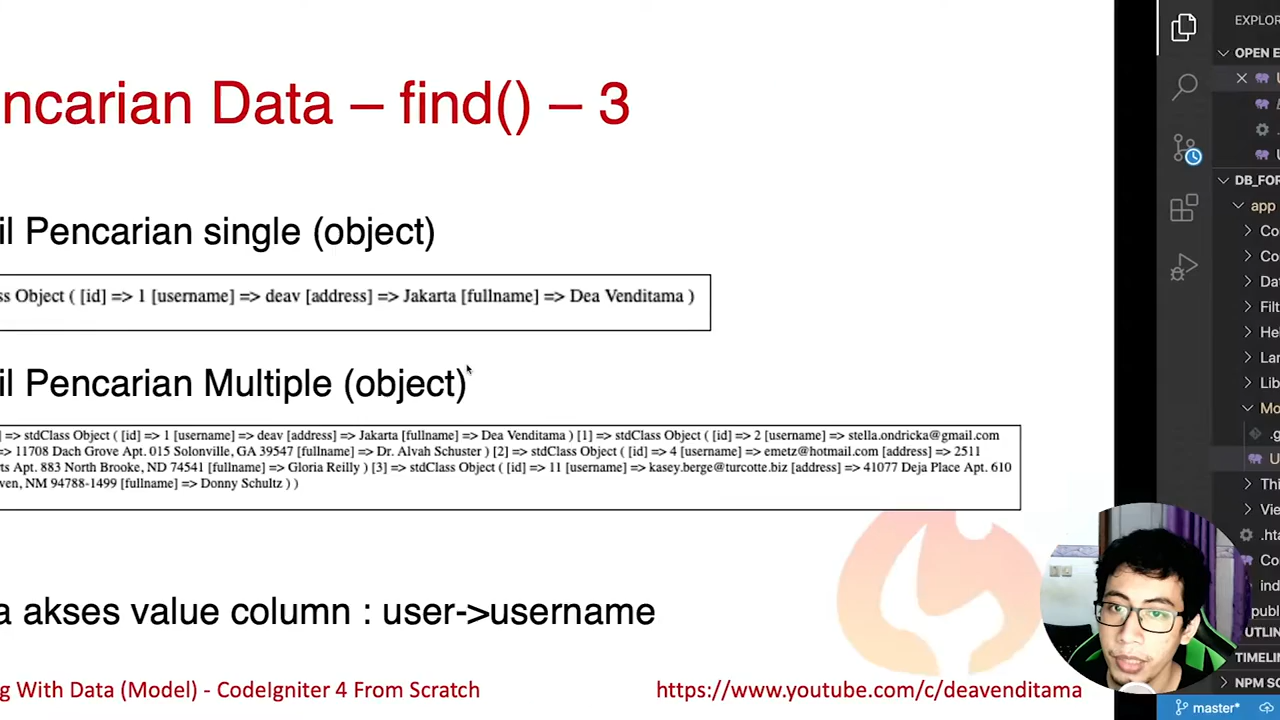 ncarian Data – find() – 3
il Pencarian single (object)
ss Object ( [id] => 1 [username] => deav [address] => Jakarta [fullname] => Dea Venditama )
il Pencarian Multiple (object)
=> stdClass Object ( [id] => 1 [username] => deav [address] => Jakarta [fullname] => Dea Venditama ) [1] => stdClass Object ( [id] => 2 [username] => stella.ondricka@gmail.com
=> 11708 Dach Grove Apt. 015 Solonville, GA 39547 [fullname] => Dr. Alvah Schuster ) [2] => stdClass Object ( [id] => 4 [username] => emetz@hotmail.com [address] => 2511
rts Apt. 883 North Brooke, ND 74541 [fullname] => Gloria Reilly ) [3] => stdClass Object ( [id] => 11 [username] => kasey.berge@turcotte.biz [address] => 41077 Deja Place Apt. 610
ven, NM 94788-1499 [fullname] => Donny Schultz ) )
a akses value column : user->username
g With Data (Model) - CodeIgniter 4 From Scratch
https://www.youtube.com/c/deavenditama
EXPLOR
OPEN E
U
.
U
DB_FOR
app
Co
Co
Dat
Filt
Hel
Lan
Lib
Mo
.g
U
Thi
Vie
.hta
Co
ind
publ
UTLIN
TIMELIN
NPM SC
master*